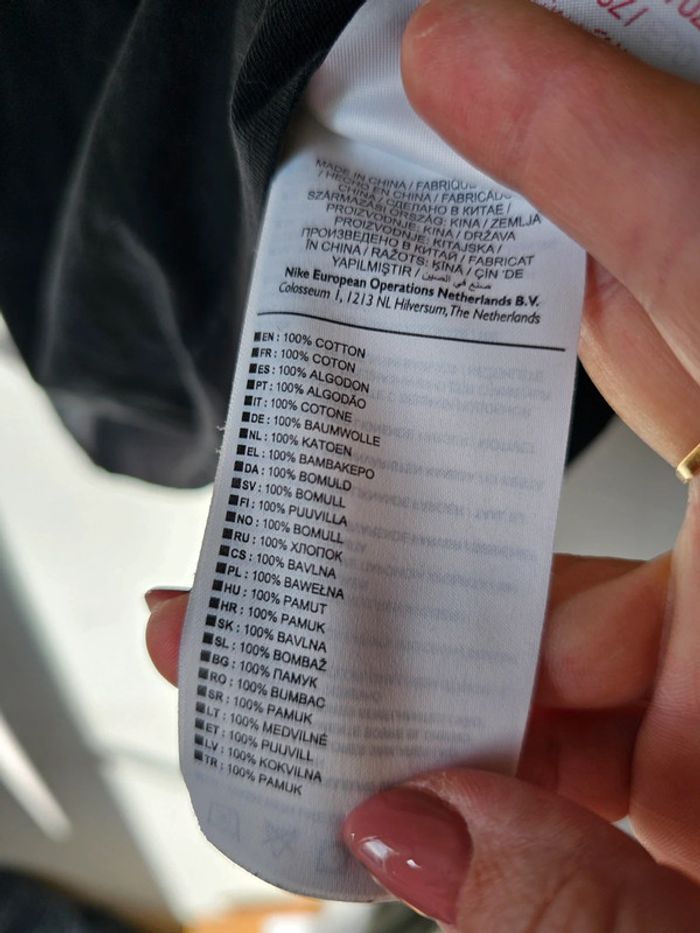 MADE IN CHINA / FABRIQUÉ
/ HECHO EN CHINA / FABRICADO
CHINA / СДЕЛАНО В КИТАЕ /
SZÁRMAZÁSI ORSZÁG: KÍNA / ZEMLJA
PROIZVODNJE: KINA / DRŽAVA
PROIZVODNJE: KITAJSKA /
ПРОИЗВЕДЕНО В КИТАЙ / FABRICAT
ÎN CHINA / RAŽOTS: ĶĪNĀ / ÇİN 'DE
YAPILMIŞTIR / صنع في الصين
Nike European Operations Netherlands B.V.
Colosseum 1, 1213 NL Hilversum, The Netherlands
EN : 100% COTTON
FR : 100% COTON
ES : 100% ALGODON
PT : 100% ALGODÃO
IT : 100% COTONE
DE : 100% BAUMWOLLE
NL : 100% KATOEN
EL : 100% ΒΑΜΒΑΚΕΡΟ
DA : 100% BOMULD
SV : 100% BOMULL
FI : 100% PUUVILLA
NO : 100% BOMULL
RU : 100% ХЛОПОК
CS : 100% BAVLNA
PL : 100% BAWEŁNA
HU : 100% PAMUT
HR : 100% PAMUK
SK : 100% BAVLNA
SL : 100% BOMBAŽ
BG : 100% ПАМУК
RO : 100% BUMBAC
SR : 100% PAMUK
LT : 100% MEDVILNĖ
ET : 100% PUUVILL
LV : 100% KOKVILNA
TR : 100% PAMUK